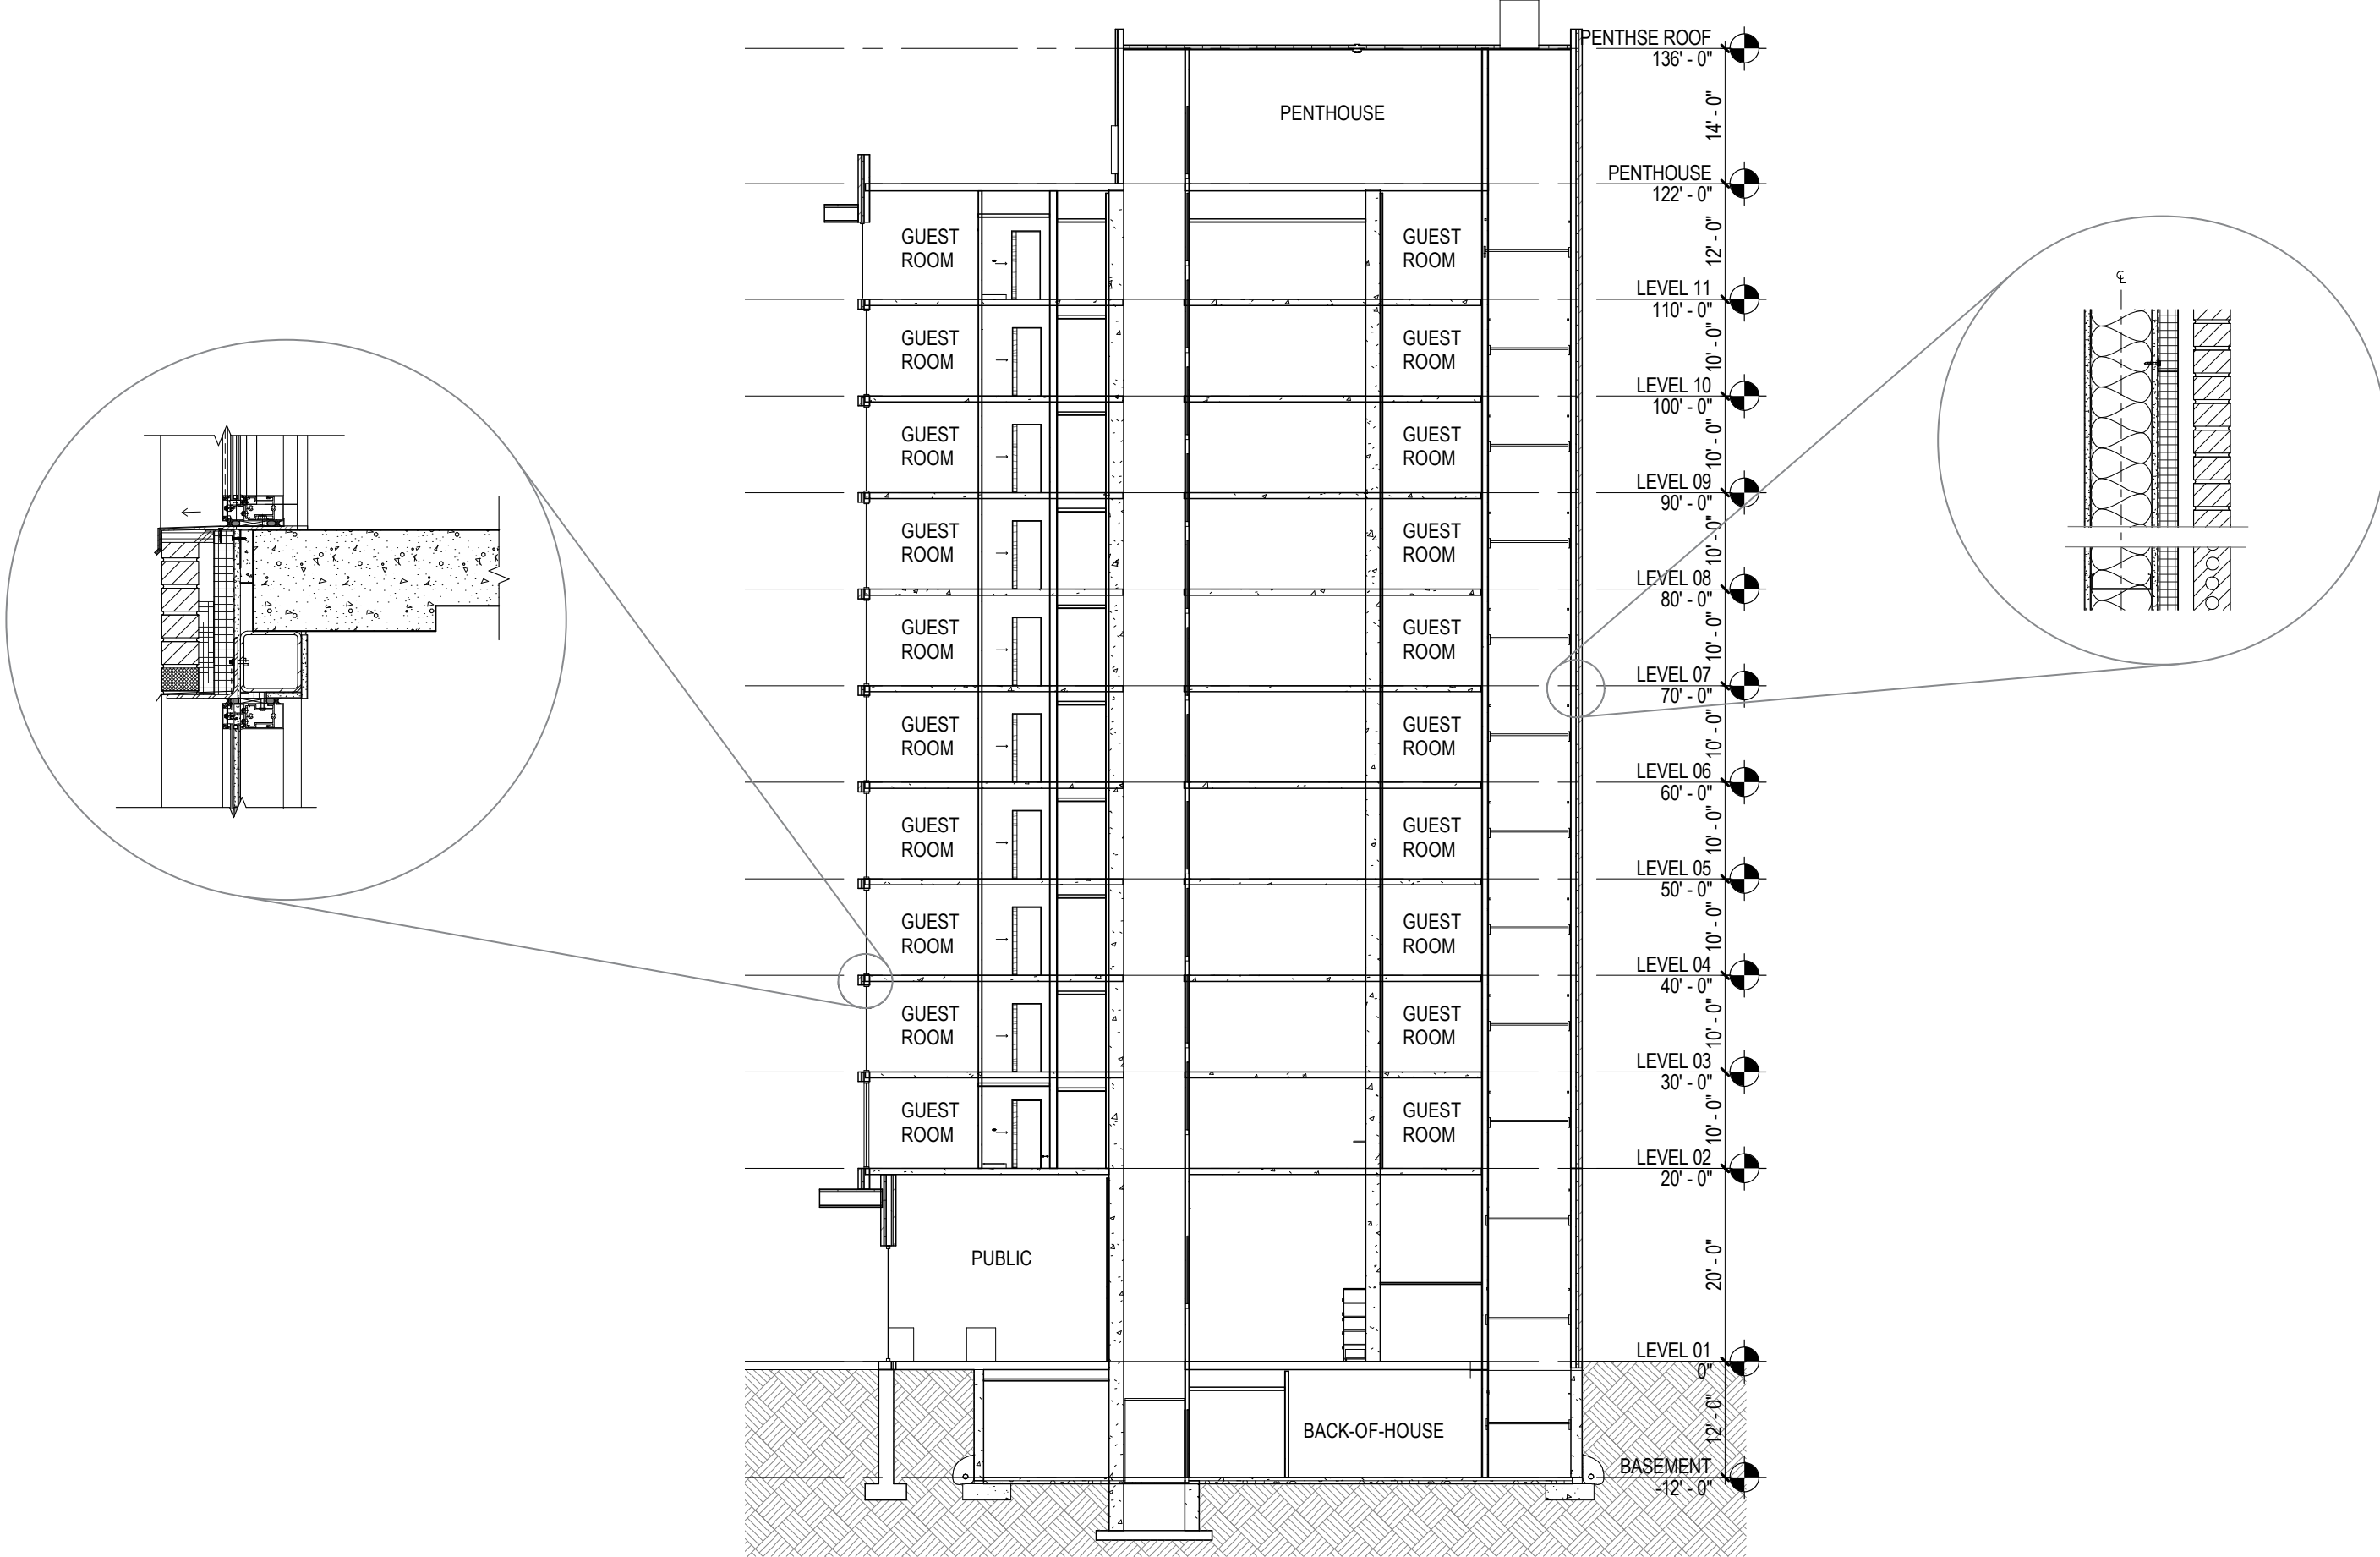 PENTHSE ROOF
136' - 0"
14' - 0"
PENTHOUSE
PENTHOUSE
122' - 0"
12' - 0"
GUEST
ROOM
GUEST
ROOM
LEVEL 11
110' - 0"
10' - 0"
GUEST
ROOM
GUEST
ROOM
LEVEL 10
100' - 0"
10' - 0"
GUEST
ROOM
GUEST
ROOM
LEVEL 09
90' - 0"
10' - 0"
GUEST
ROOM
GUEST
ROOM
LEVEL 08
80' - 0"
10' - 0"
GUEST
ROOM
GUEST
ROOM
LEVEL 07
70' - 0"
10' - 0"
GUEST
ROOM
GUEST
ROOM
LEVEL 06
60' - 0"
10' - 0"
GUEST
ROOM
GUEST
ROOM
LEVEL 05
50' - 0"
10' - 0"
GUEST
ROOM
GUEST
ROOM
LEVEL 04
40' - 0"
10' - 0"
GUEST
ROOM
GUEST
ROOM
LEVEL 03
30' - 0"
10' - 0"
GUEST
ROOM
GUEST
ROOM
LEVEL 02
20' - 0"
20' - 0"
PUBLIC
LEVEL 01
0"
12' - 0"
BACK-OF-HOUSE
BASEMENT
-12' - 0"
℄